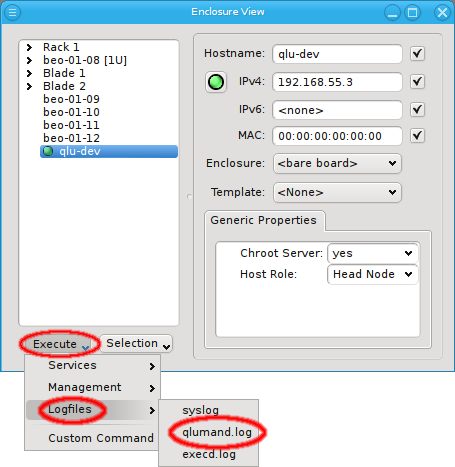 Enclosure View
Rack 1
beo-01-08 [1U]
Blade 1
Blade 2
beo-01-09
beo-01-10
beo-01-11
beo-01-12
qlu-dev
Hostname: qlu-dev
IPv4: 192.168.55.3
IPv6: <none>
MAC: 00:00:00:00:00:00
Enclosure: <bare board>
Template: <None>
Generic Properties
Chroot Server: yes
Host Role: Head Node
Execute Selection
Services
Management
Logfiles
Custom Command
syslog
qlumand.log
execd.log